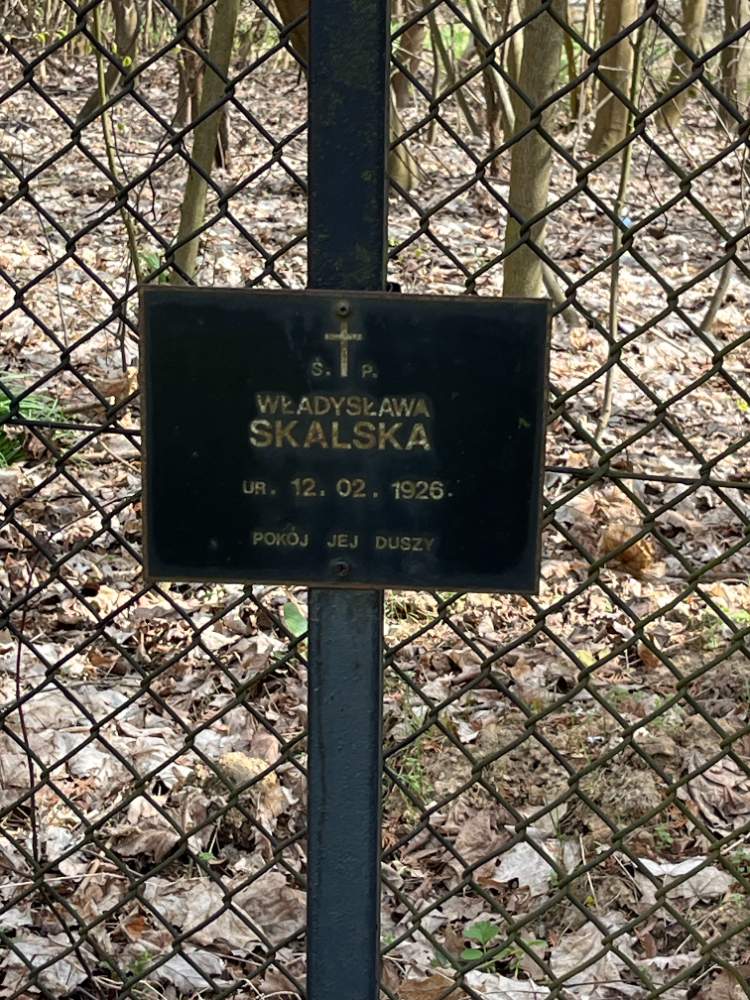 Ś. P.
WŁADYSŁAWA
SKALSKA
UR. 12. 02. 1926.
POKÓJ JEJ DUSZY